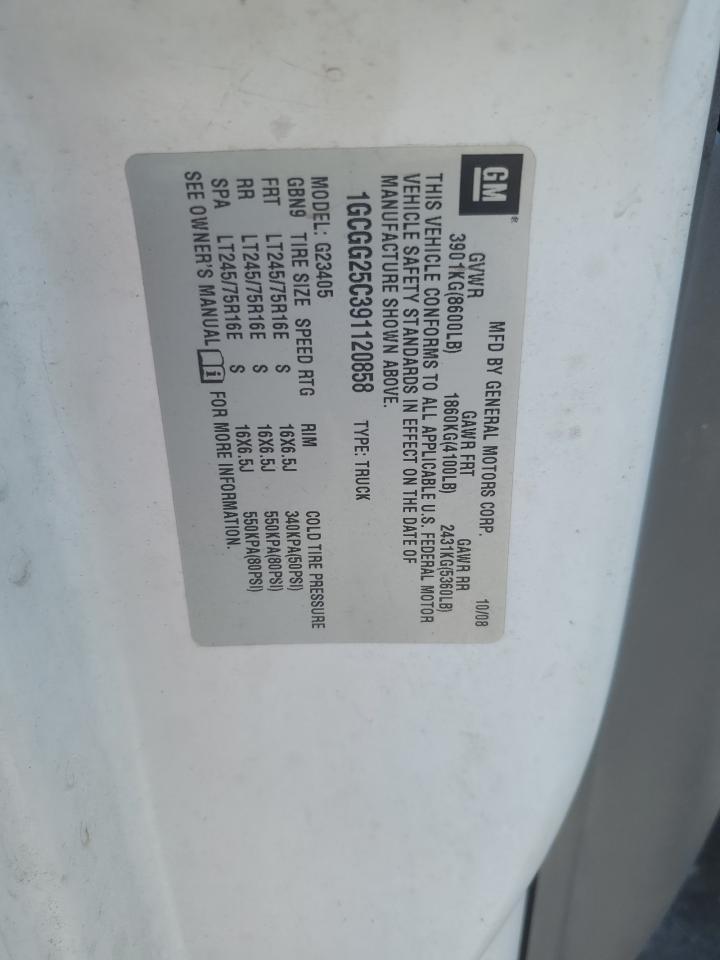 GM®
MFD BY GENERAL MOTORS CORP. 10/08
GVWR GAWR FRT GAWR RR
3901KG(8600LB) 1860KG(4100LB) 2431KG(5360LB)
THIS VEHICLE CONFORMS TO ALL APPLICABLE U.S. FEDERAL MOTOR
VEHICLE SAFETY STANDARDS IN EFFECT ON THE DATE OF
MANUFACTURE SHOWN ABOVE.
1GCGG25C391120858 TYPE: TRUCK
MODEL: G23405
GBN9 TIRE SIZE SPEED RTG RIM COLD TIRE PRESSURE
FRT LT245/75R16E S 16X6.5J 340KPA(50PSI)
RR LT245/75R16E S 16X6.5J 550KPA(80PSI)
SPA LT245/75R16E S 16X6.5J 550KPA(80PSI)
SEE OWNER'S MANUAL i FOR MORE INFORMATION.